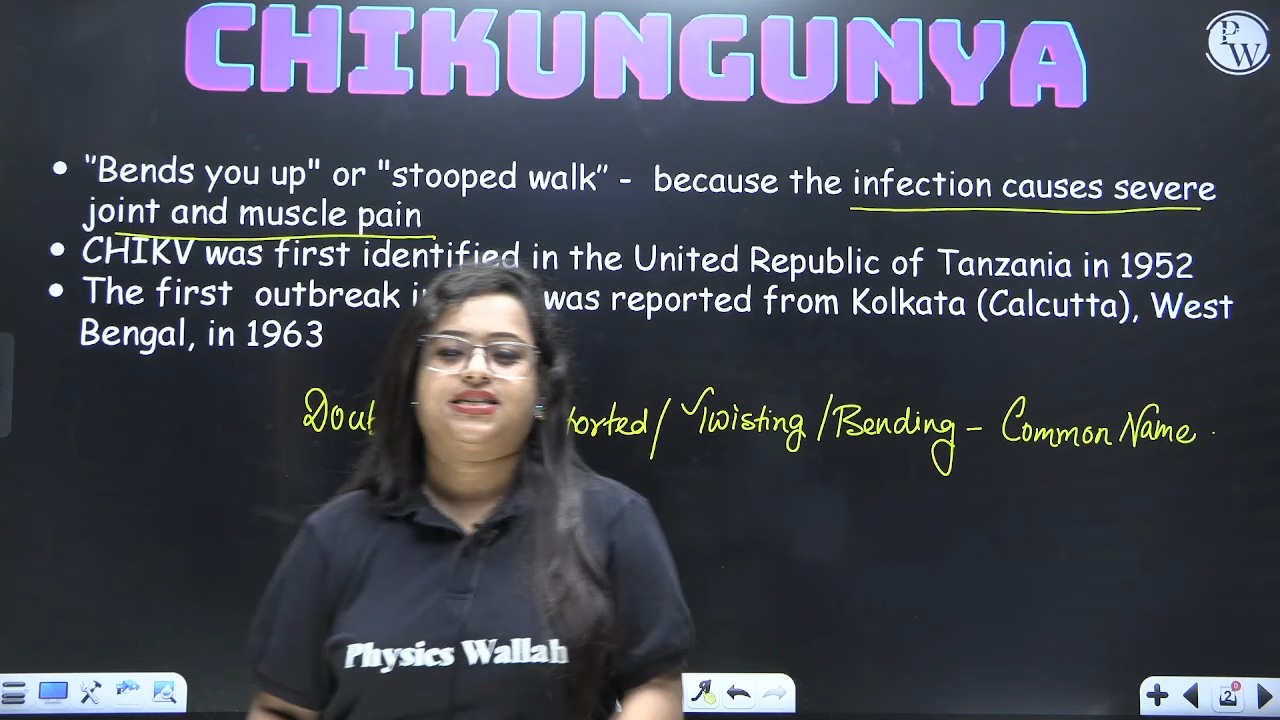 CHIKUNGUNYA
PW
• "Bends you up" or "stooped walk" - because the infection causes severe
joint and muscle pain
• CHIKV was first identified in the United Republic of Tanzania in 1952
• The first outbreak was reported from Kolkata (Calcutta), West
Bengal, in 1963
/ Twisting / Bending - Common Name.
Physics Wallah
2